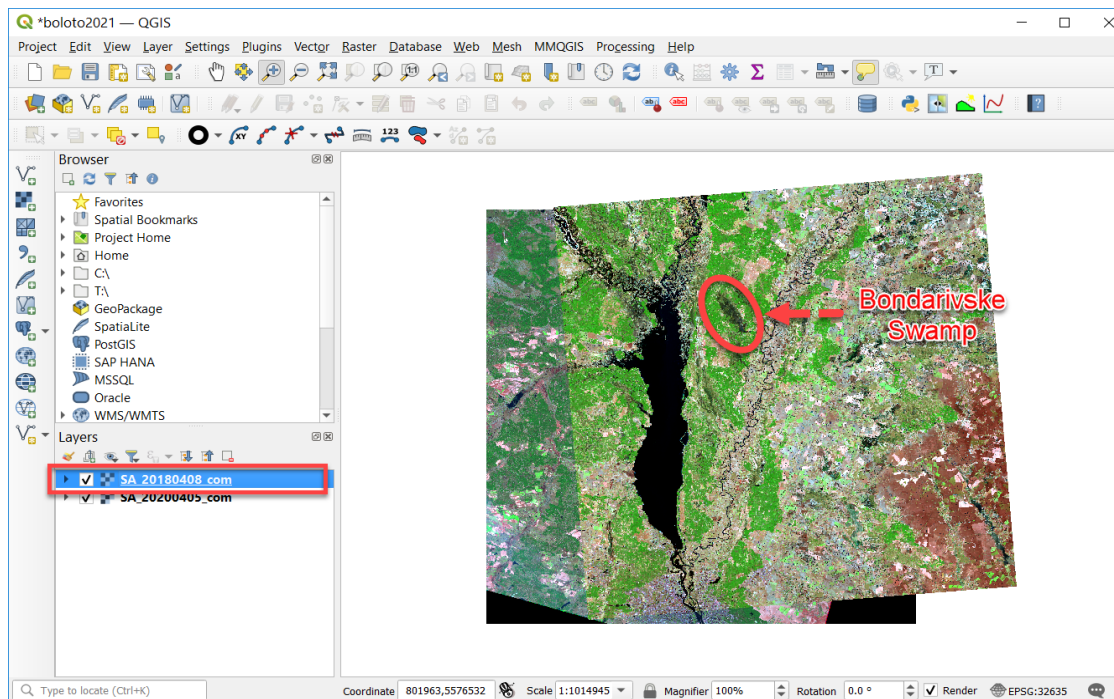 *boloto2021 — QGIS
Project Edit View Layer Settings Plugins Vector Raster Database Web Mesh MMQGIS Processing Help
Browser
Favorites
Spatial Bookmarks
Project Home
Home
C:\
T:\
GeoPackage
SpatiaLite
PostGIS
SAP HANA
MSSQL
Oracle
WMS/WMTS
Layers
SA_20180408_com
SA_20200405_com
Bondarivske
Swamp
Type to locate (Ctrl+K)
Coordinate 801963,5576532 Scale 1:1014945 Magnifier 100% Rotation 0.0 ° Render EPSG:32635